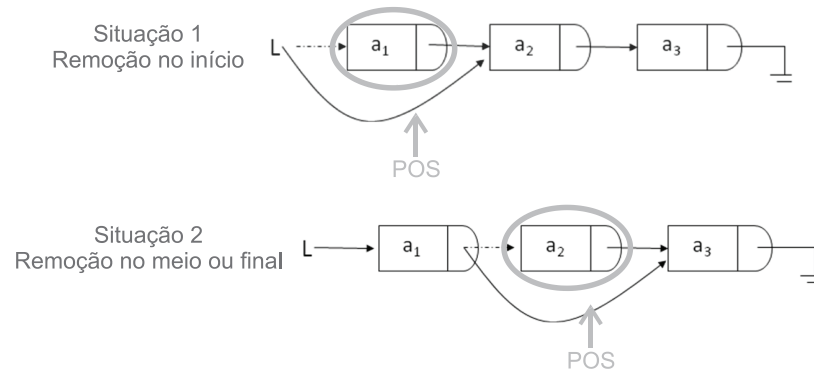 Situação 1
Remoção no início
L a₁ a₂ a₃
POS
Situação 2
Remoção no meio ou final
L a₁ a₂ a₃
POS